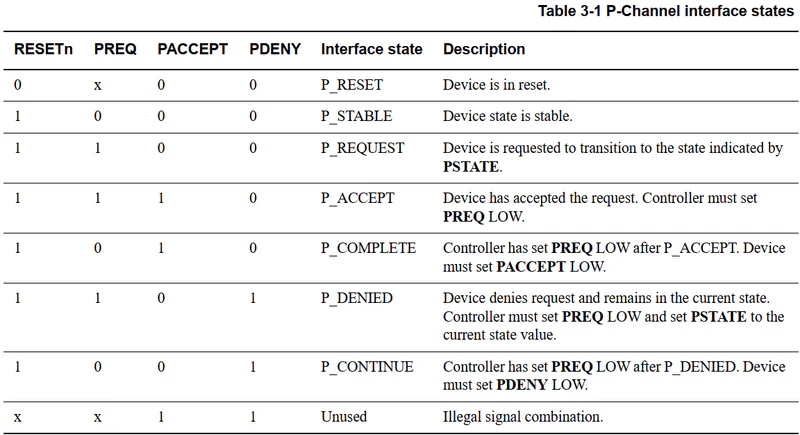 Table 3-1 P-Channel interface states
RESETn PREQ PACCEPT PDENY Interface state Description
0 x 0 0 P_RESET Device is in reset.
1 0 0 0 P_STABLE Device state is stable.
1 1 0 0 P_REQUEST Device is requested to transition to the state indicated by
PSTATE.
1 1 1 0 P_ACCEPT Device has accepted the request. Controller must set
PREQ LOW.
1 0 1 0 P_COMPLETE Controller has set PREQ LOW after P_ACCEPT. Device
must set PACCEPT LOW.
1 1 0 1 P_DENIED Device denies request and remains in the current state.
Controller must set PREQ LOW and set PSTATE to the
current state value.
1 0 0 1 P_CONTINUE Controller has set PREQ LOW after P_DENIED. Device
must set PDENY LOW.
x x 1 1 Unused Illegal signal combination.